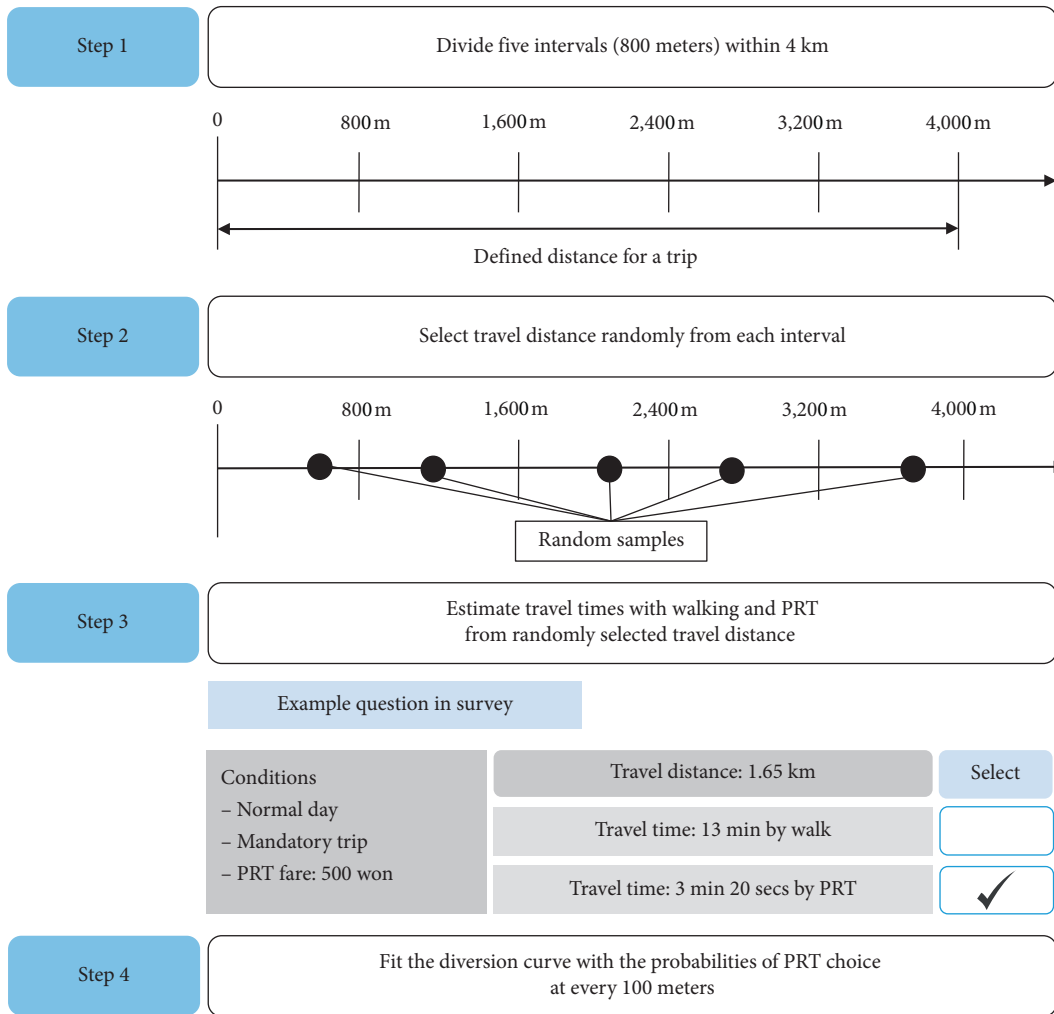 Step 1
Divide five intervals (800 meters) within 4 km
0 800 m 1,600 m 2,400 m 3,200 m 4,000 m
Defined distance for a trip
Step 2
Select travel distance randomly from each interval
0 800 m 1,600 m 2,400 m 3,200 m 4,000 m
Random samples
Step 3
Estimate travel times with walking and PRT
from randomly selected travel distance
Example question in survey
Conditions
– Normal day
– Mandatory trip
– PRT fare: 500 won
Travel distance: 1.65 km
Select
Travel time: 13 min by walk
Travel time: 3 min 20 secs by PRT
Step 4
Fit the diversion curve with the probabilities of PRT choice
at every 100 meters